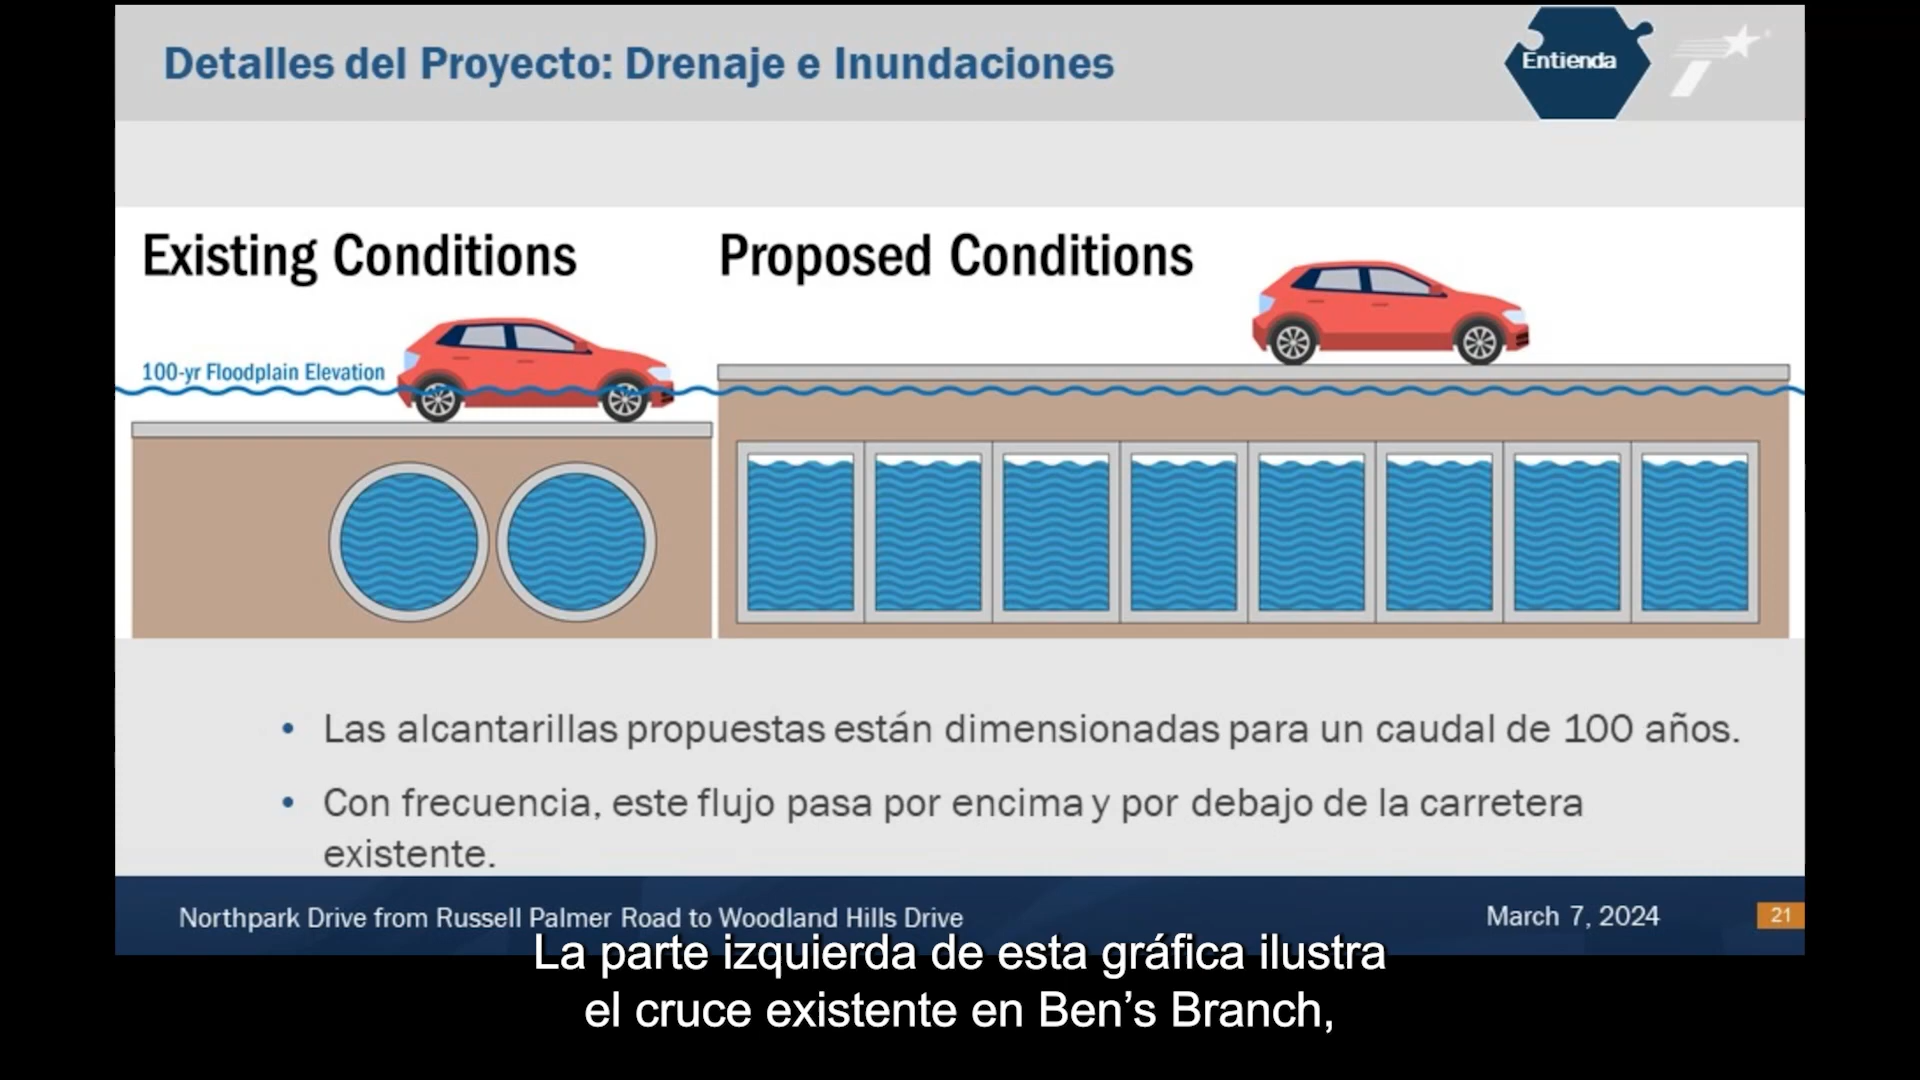 Detalles del Proyecto: Drenaje e Inundaciones
Entienda
Existing Conditions
Proposed Conditions
100-yr Floodplain Elevation
• Las alcantarillas propuestas están dimensionadas para un caudal de 100 años.
• Con frecuencia, este flujo pasa por encima y por debajo de la carretera
existente.
Northpark Drive from Russell Palmer Road to Woodland Hills Drive
March 7, 2024
21
La parte izquierda de esta gráfica ilustra
el cruce existente en Ben’s Branch,